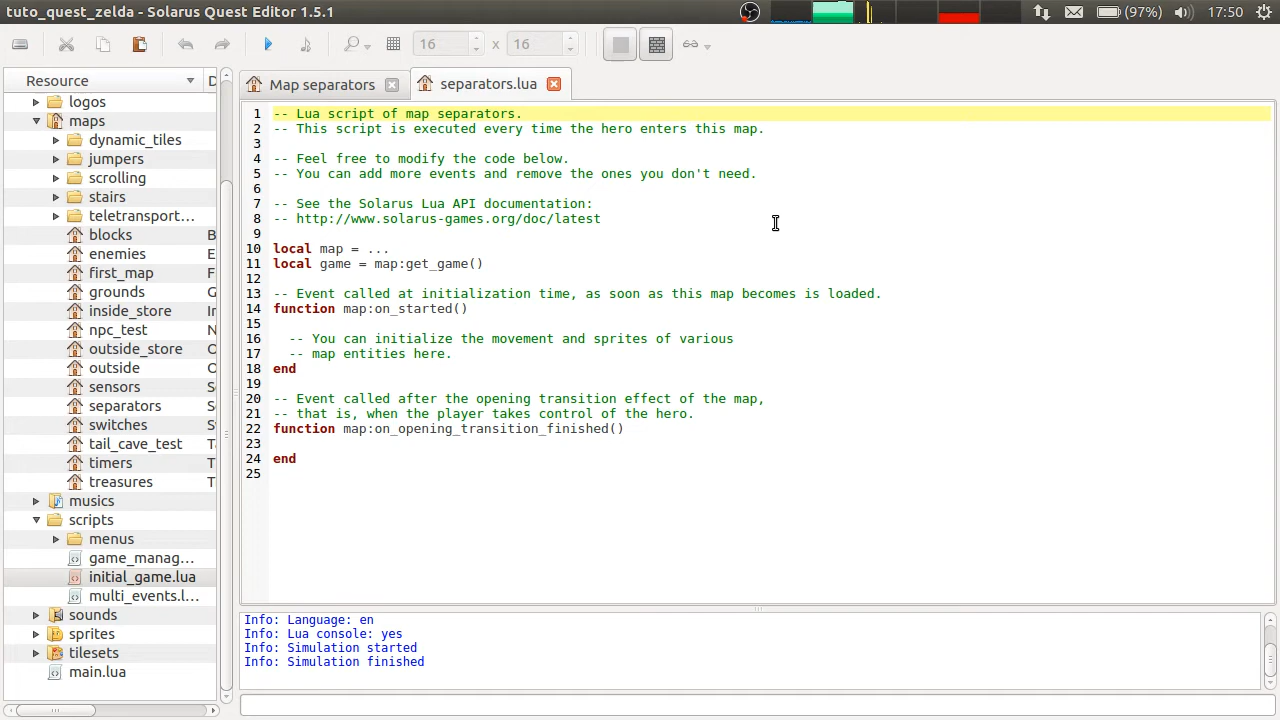 tuto_quest_zelda - Solarus Quest Editor 1.5.1
(97%)
17:50
16 x 16
Resource
D
logos
maps
dynamic_tiles
jumpers
scrolling
stairs
teletransport...
blocks B
enemies E
first_map F
grounds G
inside_store In
npc_test N
outside_store O
outside O
sensors Se
separators Se
switches Sv
tail_cave_test Ta
timers T
treasures T
musics
scripts
menus
game_manag...
initial_game.lua
multi_events.l...
sounds
sprites
tilesets
main.lua
Map separators
separators.lua
1 -- Lua script of map separators.
2 -- This script is executed every time the hero enters this map.
3
4 -- Feel free to modify the code below.
5 -- You can add more events and remove the ones you don't need.
6
7 -- See the Solarus Lua API documentation:
8 -- http://www.solarus-games.org/doc/latest
9
10 local map = ...
11 local game = map:get_game()
12
13 -- Event called at initialization time, as soon as this map becomes is loaded.
14 function map:on_started()
15
16 -- You can initialize the movement and sprites of various
17 -- map entities here.
18 end
19
20 -- Event called after the opening transition effect of the map,
21 -- that is, when the player takes control of the hero.
22 function map:on_opening_transition_finished()
23
24 end
25
Info: Language: en
Info: Lua console: yes
Info: Simulation started
Info: Simulation finished